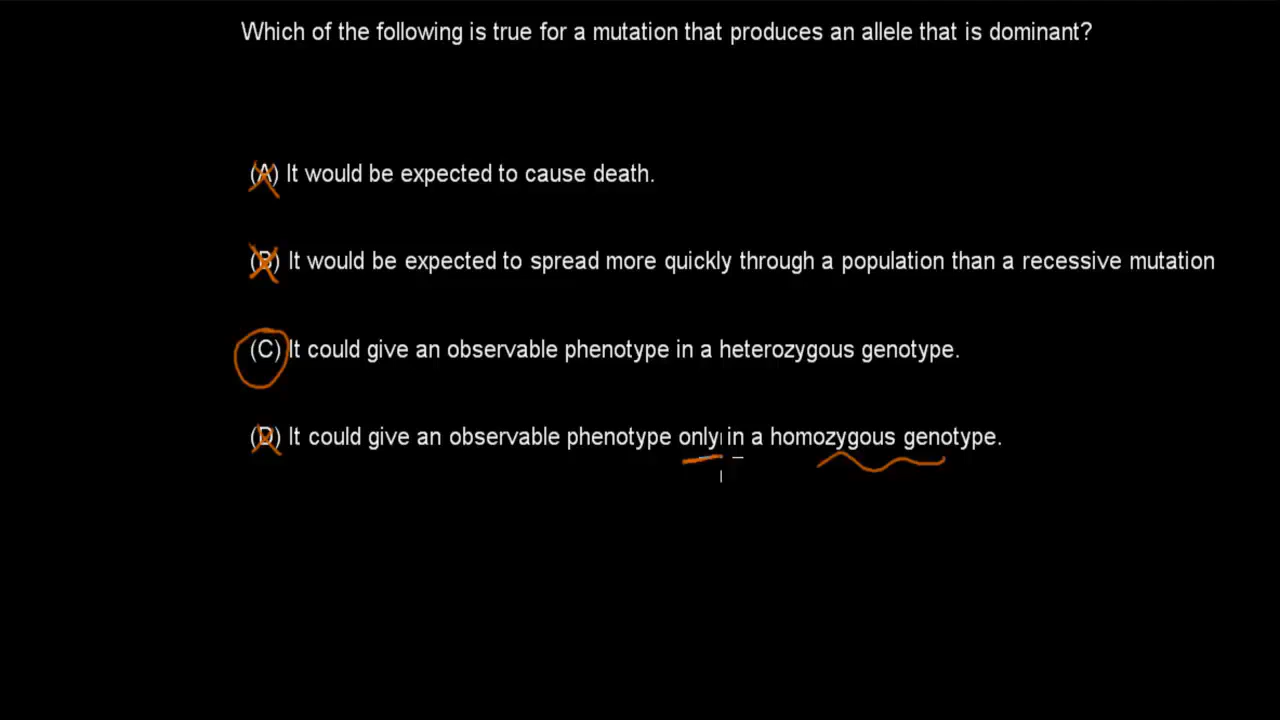 Which of the following is true for a mutation that produces an allele that is dominant?
(A) It would be expected to cause death.
(B) It would be expected to spread more quickly through a population than a recessive mutation
(C) It could give an observable phenotype in a heterozygous genotype.
(D) It could give an observable phenotype only in a homozygous genotype.